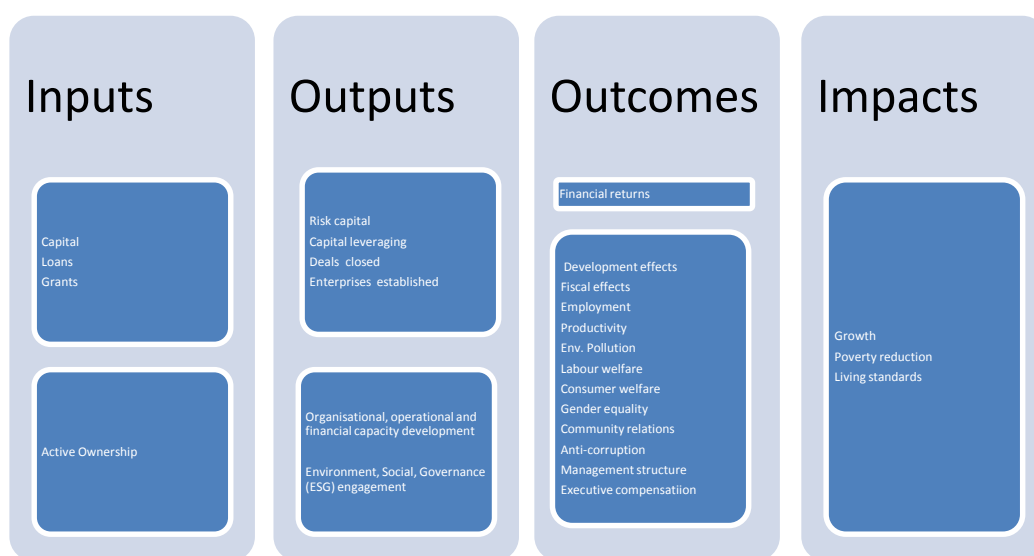 Inputs
Capital
Loans
Grants
Active Ownership
Outputs
Risk capital
Capital leveraging
Deals closed
Enterprises established
Organisational, operational and
financial capacity development
Environment, Social, Governance
(ESG) engagement
Outcomes
Financial returns
Development effects
Fiscal effects
Employment
Productivity
Env. Pollution
Labour welfare
Consumer welfare
Gender equality
Community relations
Anti-corruption
Management structure
Executive compensatiion
Impacts
Growth
Poverty reduction
Living standards